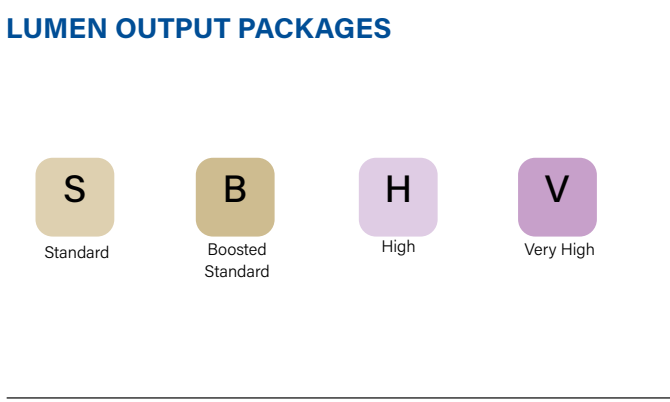 LUMEN OUTPUT PACKAGES
S
Standard
B
Boosted
Standard
H
High
V
Very High